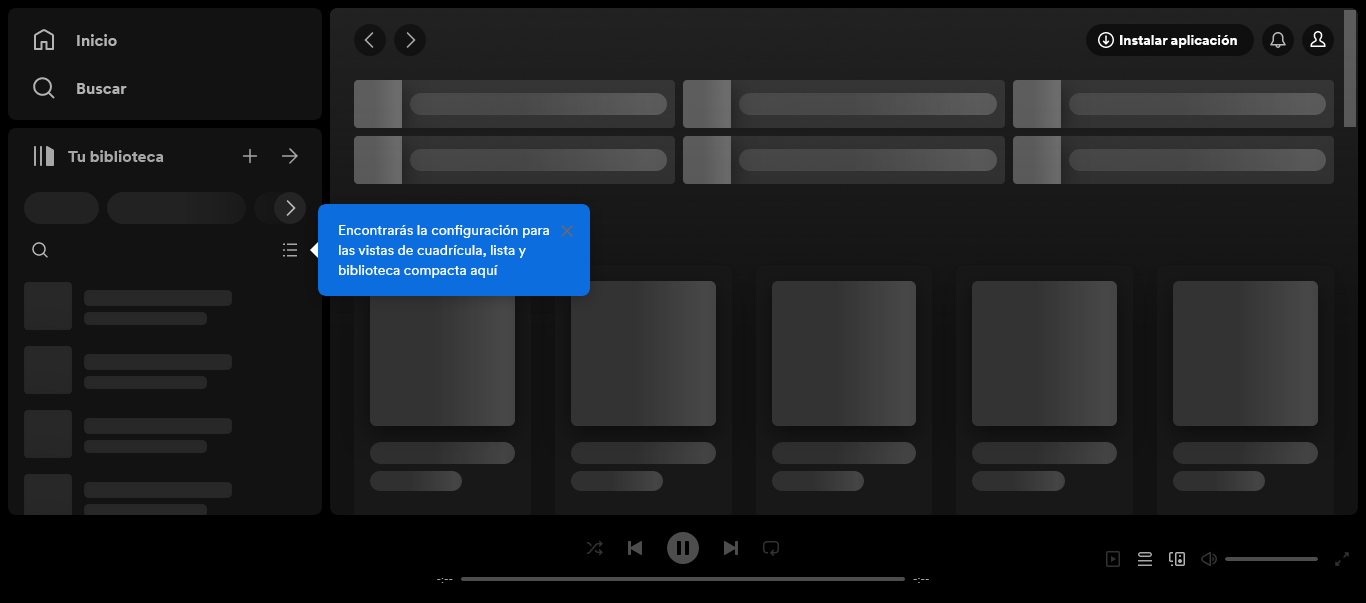 Inicio
Buscar
Tu biblioteca
Instalar aplicación
Encontrarás la configuración para
las vistas de cuadrícula, lista y
biblioteca compacta aquí
-:--
-:--